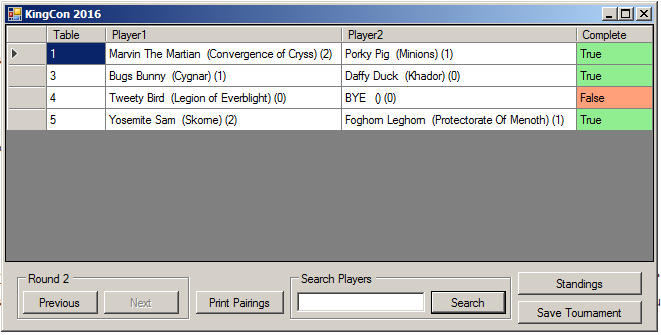 KingCon 2016
Table Player1 Player2 Complete
1 Marvin The Martian (Convergence of Cryss) (2) Porky Pig (Minions) (1) True
3 Bugs Bunny (Cygnar) (1) Daffy Duck (Khador) (0) True
4 Tweety Bird (Legion of Everblight) (0) BYE () (0) False
5 Yosemite Sam (Skorne) (2) Foghorn Leghorn (Protectorate Of Menoth) (1) True
Round 2
Previous Next
Print Pairings
Search Players
Search
Standings
Save Tournament